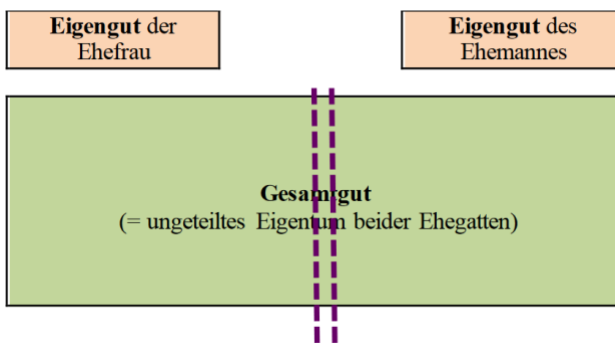 Eigengut der
Ehefrau
Eigengut des
Ehemannes
Gesamtgut
(= ungeteiltes Eigentum beider Ehegatten)